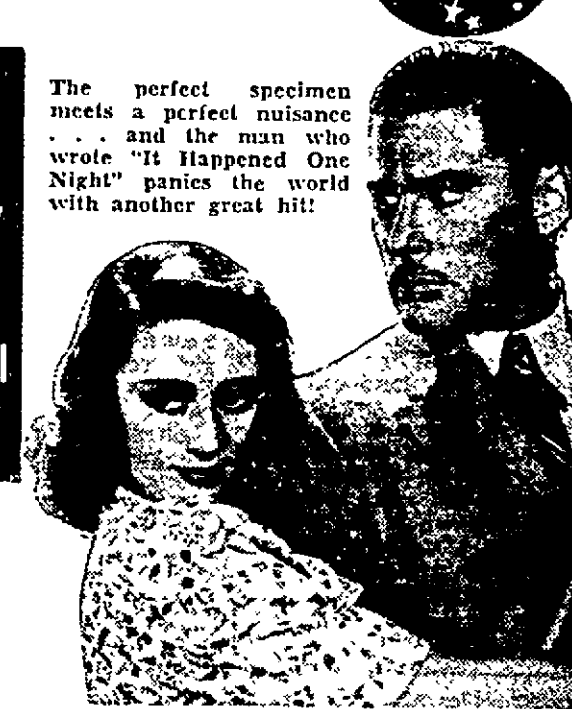 The perfect specimen
meets a perfect nuisance
. . . and the man who
wrote "It Happened One
Night" panics the world
with another great hit!